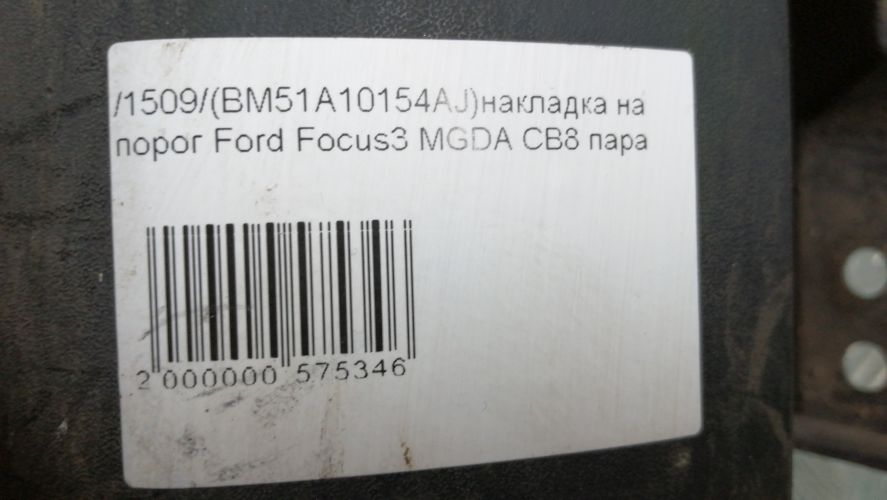 /1509/(BM51A10154AJ)накладка на
порог Ford Focus3 MGDA CB8 пара
2 000000 575346